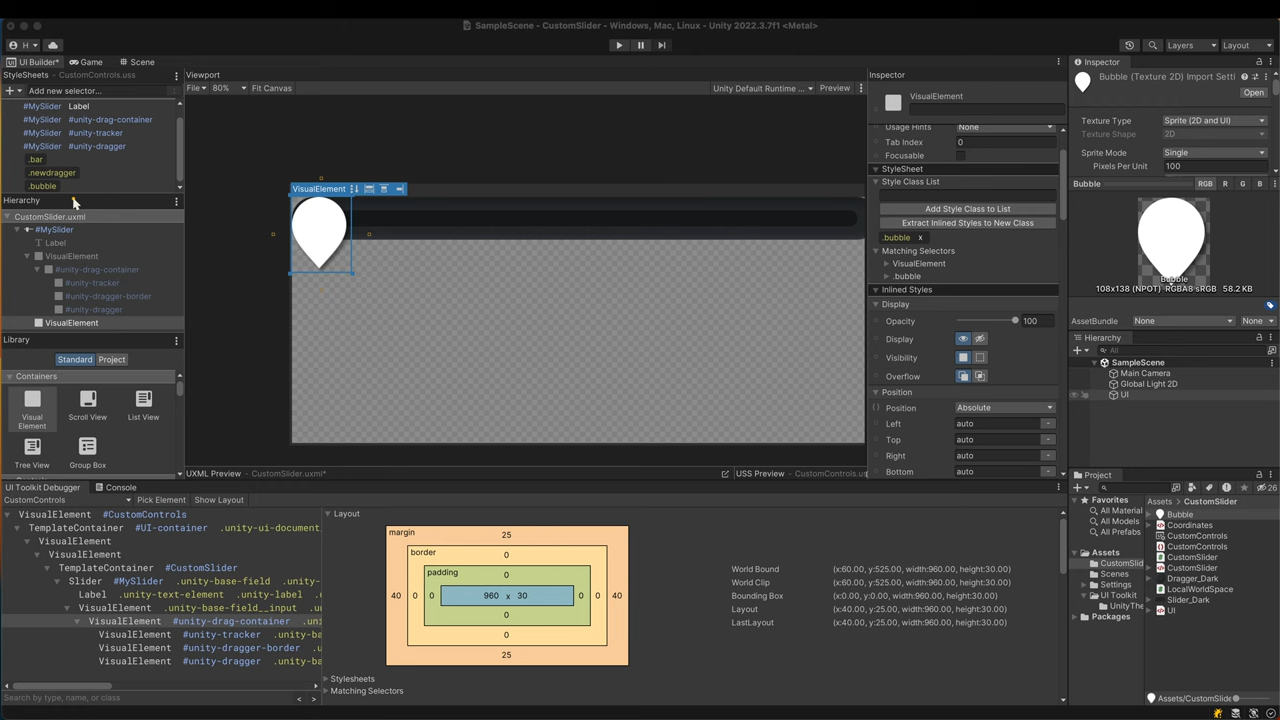 SampleScene - CustomSlider - Windows, Mac, Linux - Unity 2022.3.7f1 <Metal>
H
Layers
Layout
UI Builder*
Game
Scene
StyleSheets CustomControls.uss
Add new selector...
#MySlider Label
#MySlider #unity-drag-container
#MySlider #unity-tracker
#MySlider #unity-dragger
.bar
.newdragger
.bubble
Hierarchy
CustomSlider.uxml
#MySlider
Label
VisualElement
#unity-drag-container
#unity-tracker
#unity-dragger-border
#unity-dragger
VisualElement
Library
Standard Project
Containers
Visual Element
Scroll View
List View
Tree View
Group Box
Viewport
File 80% Fit Canvas
Unity Default Runtime ... Preview
VisualElement
UXML Preview CustomSlider.uxml*
USS Preview CustomControls.us
Inspector
VisualElement
Usage Hints None
Tab Index 0
Focusable
StyleSheet
Style Class List
Add Style Class to List
Extract Inlined Styles to New Class
.bubble x
Matching Selectors
VisualElement
.bubble
Inlined Styles
Display
Opacity 100
Display
Visibility
Overflow
Position
Position Absolute
Left auto
Top auto
Right auto
Bottom auto
Inspector
Bubble (Texture 2D) Import Setti
Open
Texture Type Sprite (2D and UI)
Texture Shape 2D
Sprite Mode Single
Pixels Per Unit 100
Bubble RGB R G B
Bubble
108x138 (NPOT) RGBA8 sRGB 58.2 KB
AssetBundle None None
Hierarchy
All
SampleScene
Main Camera
Global Light 2D
UI
Project
26
Favorites
All Material
All Models
All Prefabs
Assets
CustomSlid
Scenes
Settings
UI Toolkit
UnityThe
Packages
Assets > CustomSlider
Bubble
Coordinates
CustomControls
CustomControls
CustomSlider
CustomSlider
Dragger_Dark
LocalWorldSpace
Slider_Dark
UI
Assets/CustomSlide
UI Toolkit Debugger
Console
CustomControls Pick Element Show Layout
VisualElement #CustomControls
TemplateContainer #UI-container .unity-ui-document
VisualElement
VisualElement
TemplateContainer #CustomSlider
Slider #MySlider .unity-base-field
Label .unity-text-element .unity-label
VisualElement .unity-base-field__input
VisualElement #unity-drag-container .uni
VisualElement #unity-tracker .unity-ba
VisualElement #unity-dragger-border
VisualElement #unity-dragger .unity-ba
Search by type, name, or class
< >
Layout
margin 25
border 0
padding 0
40 0 0 960 x 30 0 0 40
0
0
25
World Bound (x:60.00, y:525.00, width:960.00, height:30.00)
World Clip (x:60.00, y:525.00, width:960.00, height:30.00)
Bounding Box (x:0.00, y:0.00, width:960.00, height:30.00)
Layout (x:40.00, y:25.00, width:960.00, height:30.00)
LastLayout (x:40.00, y:25.00, width:960.00, height:30.00)
Stylesheets
Matching Selectors